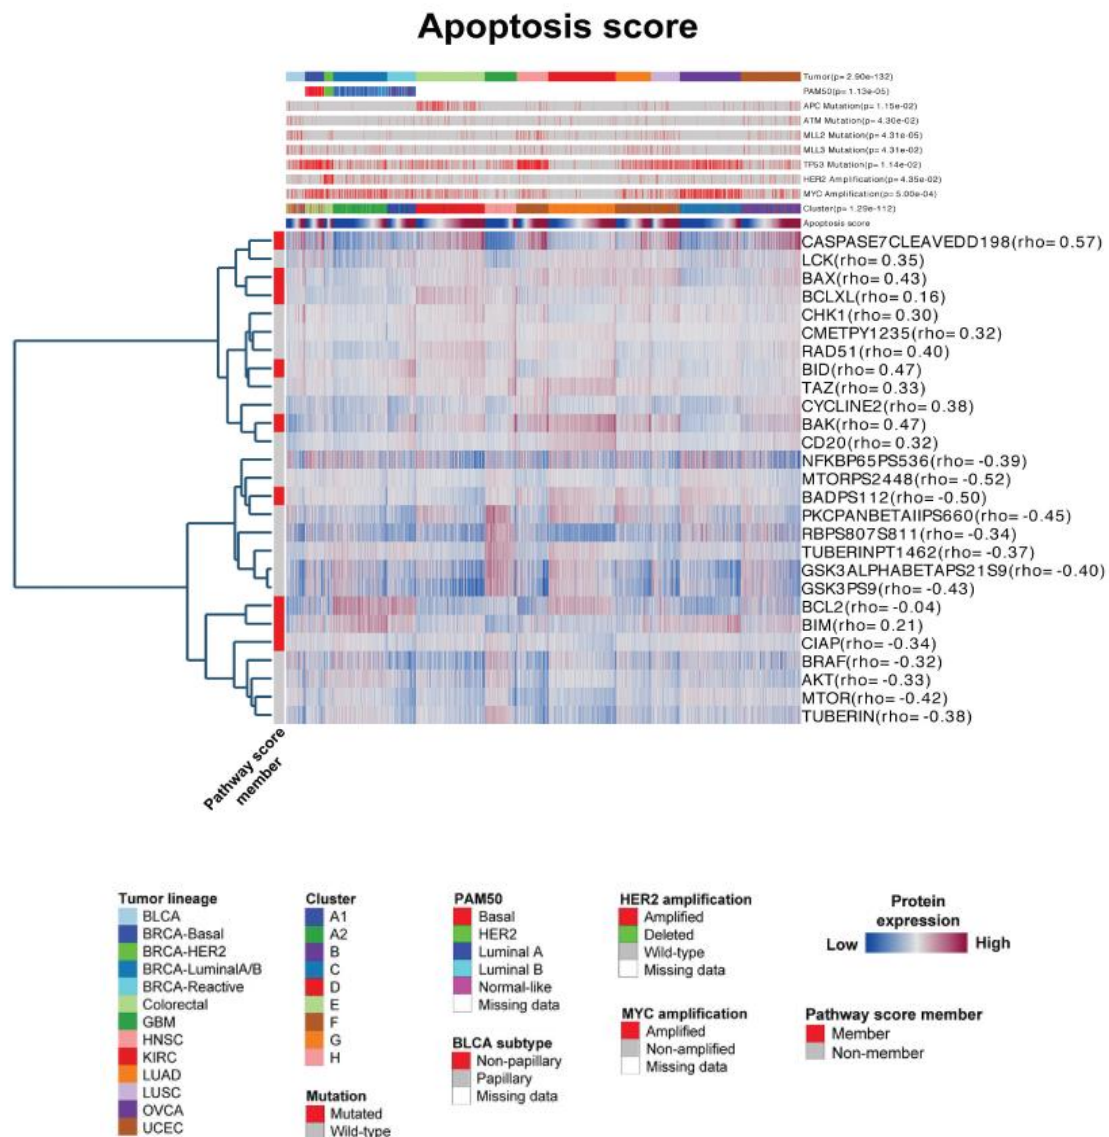 Apoptosis score
Tumor(p= 2.90e-132)
PAM50(p= 1.13e-05)
APC Mutation(p= 1.15e-02)
ATM Mutation(p= 4.30e-02)
MLL2 Mutation(p= 4.31e-05)
MLL3 Mutation(p= 4.31e-02)
TP53 Mutation(p= 1.14e-02)
HER2 Amplification(p= 4.35e-02)
MYC Amplification(p= 5.00e-04)
Cluster(p= 1.29e-112)
Apoptosis score
CASPASE7CLEAVEDD198(rho= 0.57)
LCK(rho= 0.35)
BAX(rho= 0.43)
BCLXL(rho= 0.16)
CHK1(rho= 0.30)
CMETPY1235(rho= 0.32)
RAD51(rho= 0.40)
BID(rho= 0.47)
TAZ(rho= 0.33)
CYCLINE2(rho= 0.38)
BAK(rho= 0.47)
CD20(rho= 0.32)
NFKBP65PS536(rho= -0.39)
MTORPS2448(rho= -0.52)
BADPS112(rho= -0.50)
PKCPANBETAIIPS660(rho= -0.45)
RBPS807S811(rho= -0.34)
TUBERINPT1462(rho= -0.37)
GSK3ALPHABETAPS21S9(rho= -0.40)
GSK3PS9(rho= -0.43)
BCL2(rho= -0.04)
BIM(rho= 0.21)
CIAP(rho= -0.34)
BRAF(rho= -0.32)
AKT(rho= -0.33)
MTOR(rho= -0.42)
TUBERIN(rho= -0.38)
Pathway score
member
Tumor lineage
BLCA
BRCA-Basal
BRCA-HER2
BRCA-LuminalA/B
BRCA-Reactive
Colorectal
GBM
HNSC
KIRC
LUAD
LUSC
OVCA
UCEC
Cluster
A1
A2
B
C
D
E
F
G
H
Mutation
Mutated
Wild-type
PAM50
Basal
HER2
Luminal A
Luminal B
Normal-like
Missing data
BLCA subtype
Non-papillary
Papillary
Missing data
HER2 amplification
Amplified
Deleted
Wild-type
Missing data
MYC amplification
Amplified
Non-amplified
Missing data
Protein
expression
Low High
Pathway score member
Member
Non-member